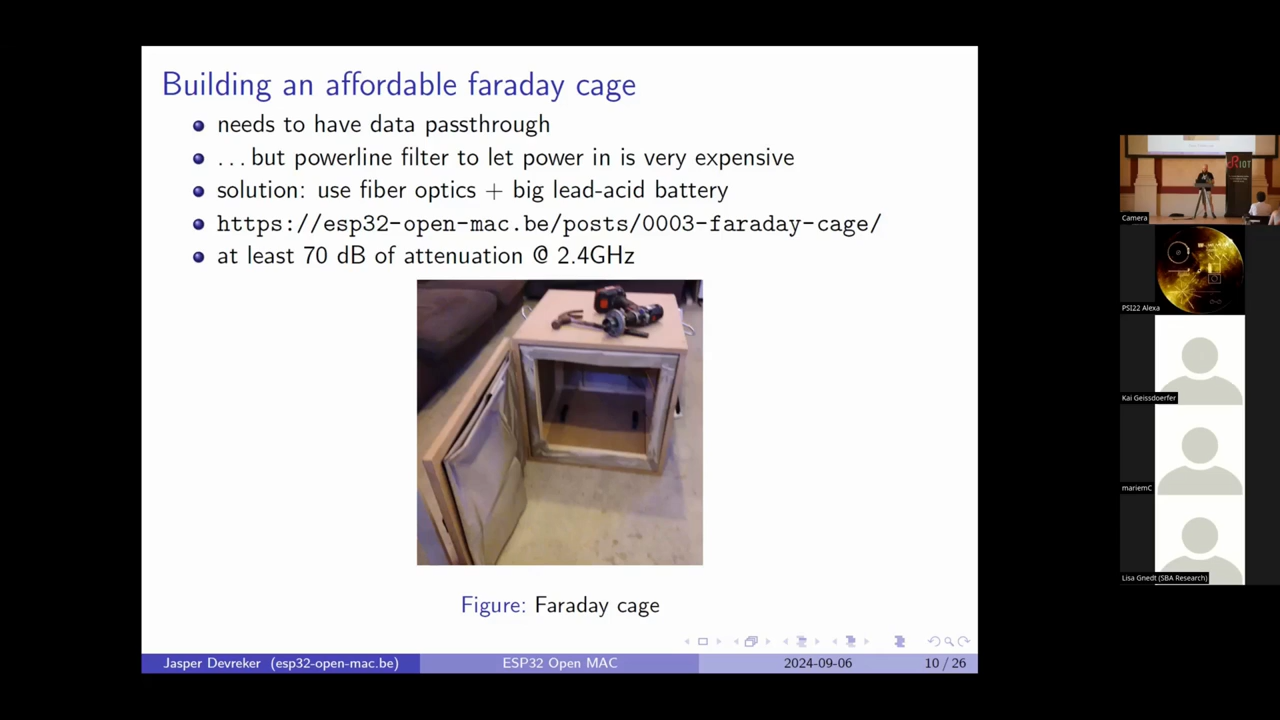 Building an affordable faraday cage
needs to have data passthrough
...but powerline filter to let power in is very expensive
solution: use fiber optics + big lead-acid battery
https://esp32-open-mac.be/posts/0003-faraday-cage/
at least 70 dB of attenuation @ 2.4GHz
Figure: Faraday cage
Jasper Devreker (esp32-open-mac.be) ESP32 Open MAC 2024-09-06 10 / 26
RIOT
Camera
PSI22 Alexa
Kai Geissdoerfer
mariemC
Lisa Gnedt (SBA Research)